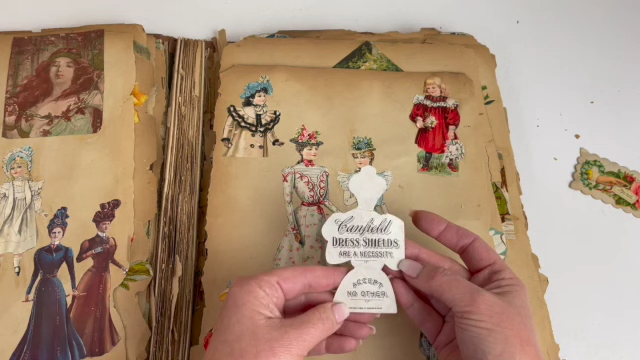 Canfield
DRESS SHIELDS
ARE A NECESSITY.
ACCEPT
NO OTHER.